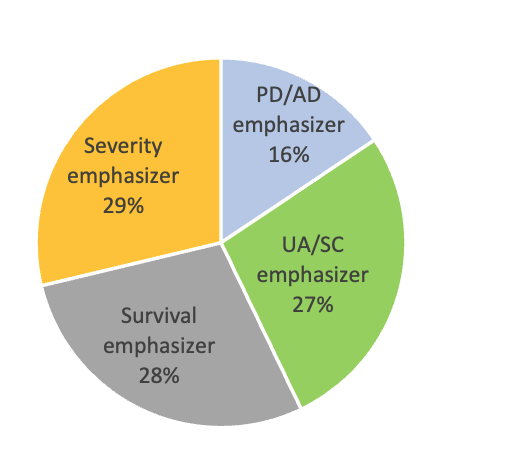 PD/AD
emphasizer
16%
UA/SC
emphasizer
27%
Survival
emphasizer
28%
Severity
emphasizer
29%